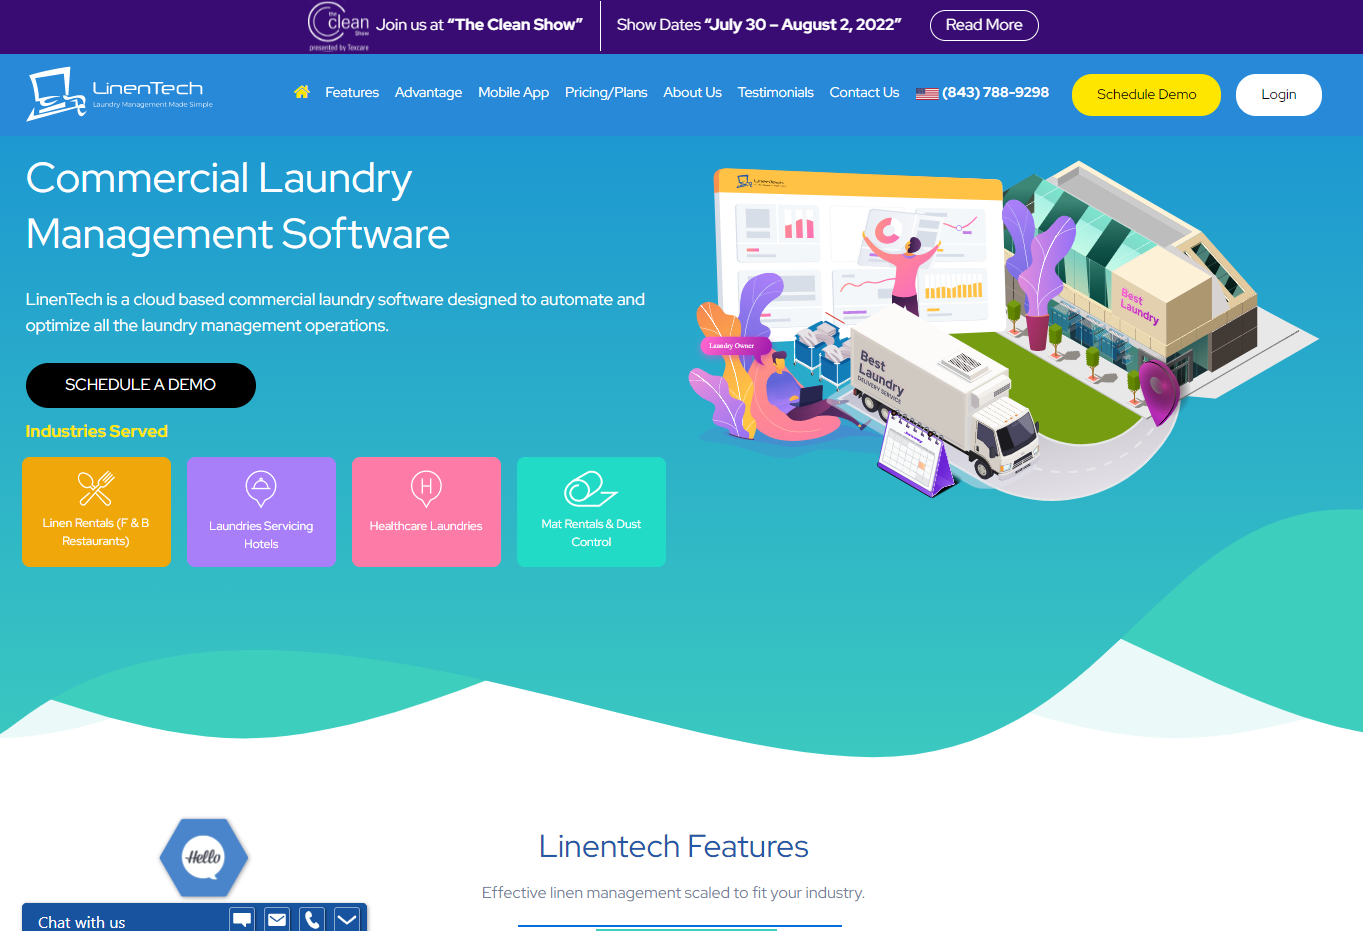 the clean Show
presented by Texcare
Join us at “The Clean Show”
Show Dates “July 30 – August 2, 2022”
Read More
LinenTech
Laundry Management Made Simple
Features
Advantage
Mobile App
Pricing/Plans
About Us
Testimonials
Contact Us
(843) 788-9298
Schedule Demo
Login
Commercial Laundry
Management Software
LinenTech is a cloud based commercial laundry software designed to automate and
optimize all the laundry management operations.
SCHEDULE A DEMO
Industries Served
Linen Rentals (F & B
Restaurants)
Laundries Servicing
Hotels
H
Healthcare Laundries
Mat Rentals & Dust
Control
LinenTech
Best
Laundry
Laundry Owner
Best
Laundry
DELIVERY SERVICE
Linentech Features
Effective linen management scaled to fit your industry.
Hello
Chat with us